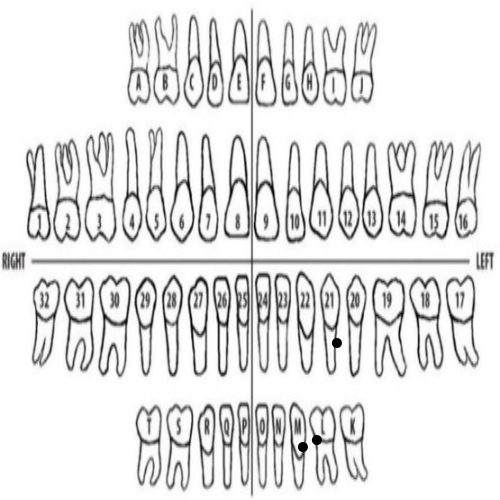 A B C D E F G H I J
1 2 3 4 5 6 7 8 9 10 11 12 13 14 15 16
RIGHT LEFT
32 31 30 29 28 27 26 25 24 23 22 21 20 19 18 17
T S R Q P O N M L K